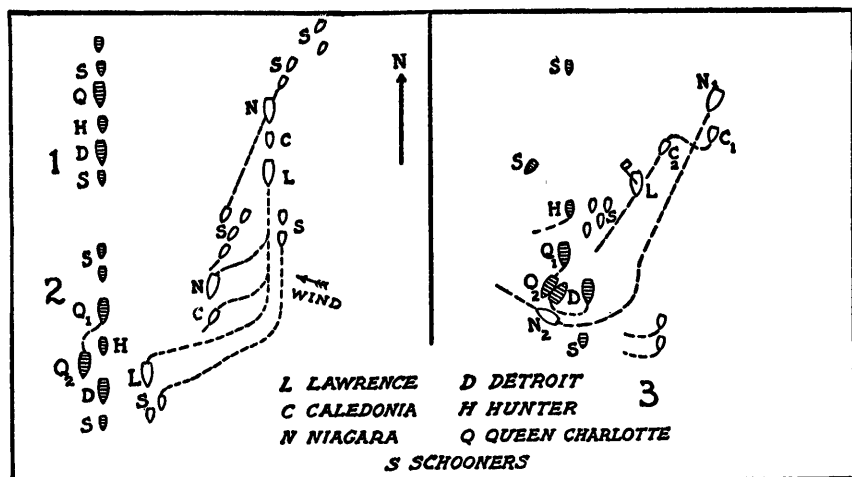 S
S
S
Q
H
D
S
1
N
C
L
N
S
S
S
2
Q1
H
Q2
D
S
N
C
L
S
WIND
S
S
H
S
Q1
Q2
D
N2
S
L
C2
C1
N1
3
L LAWRENCE D DETROIT
C CALEDONIA H HUNTER
N NIAGARA Q QUEEN CHARLOTTE
S SCHOONERS